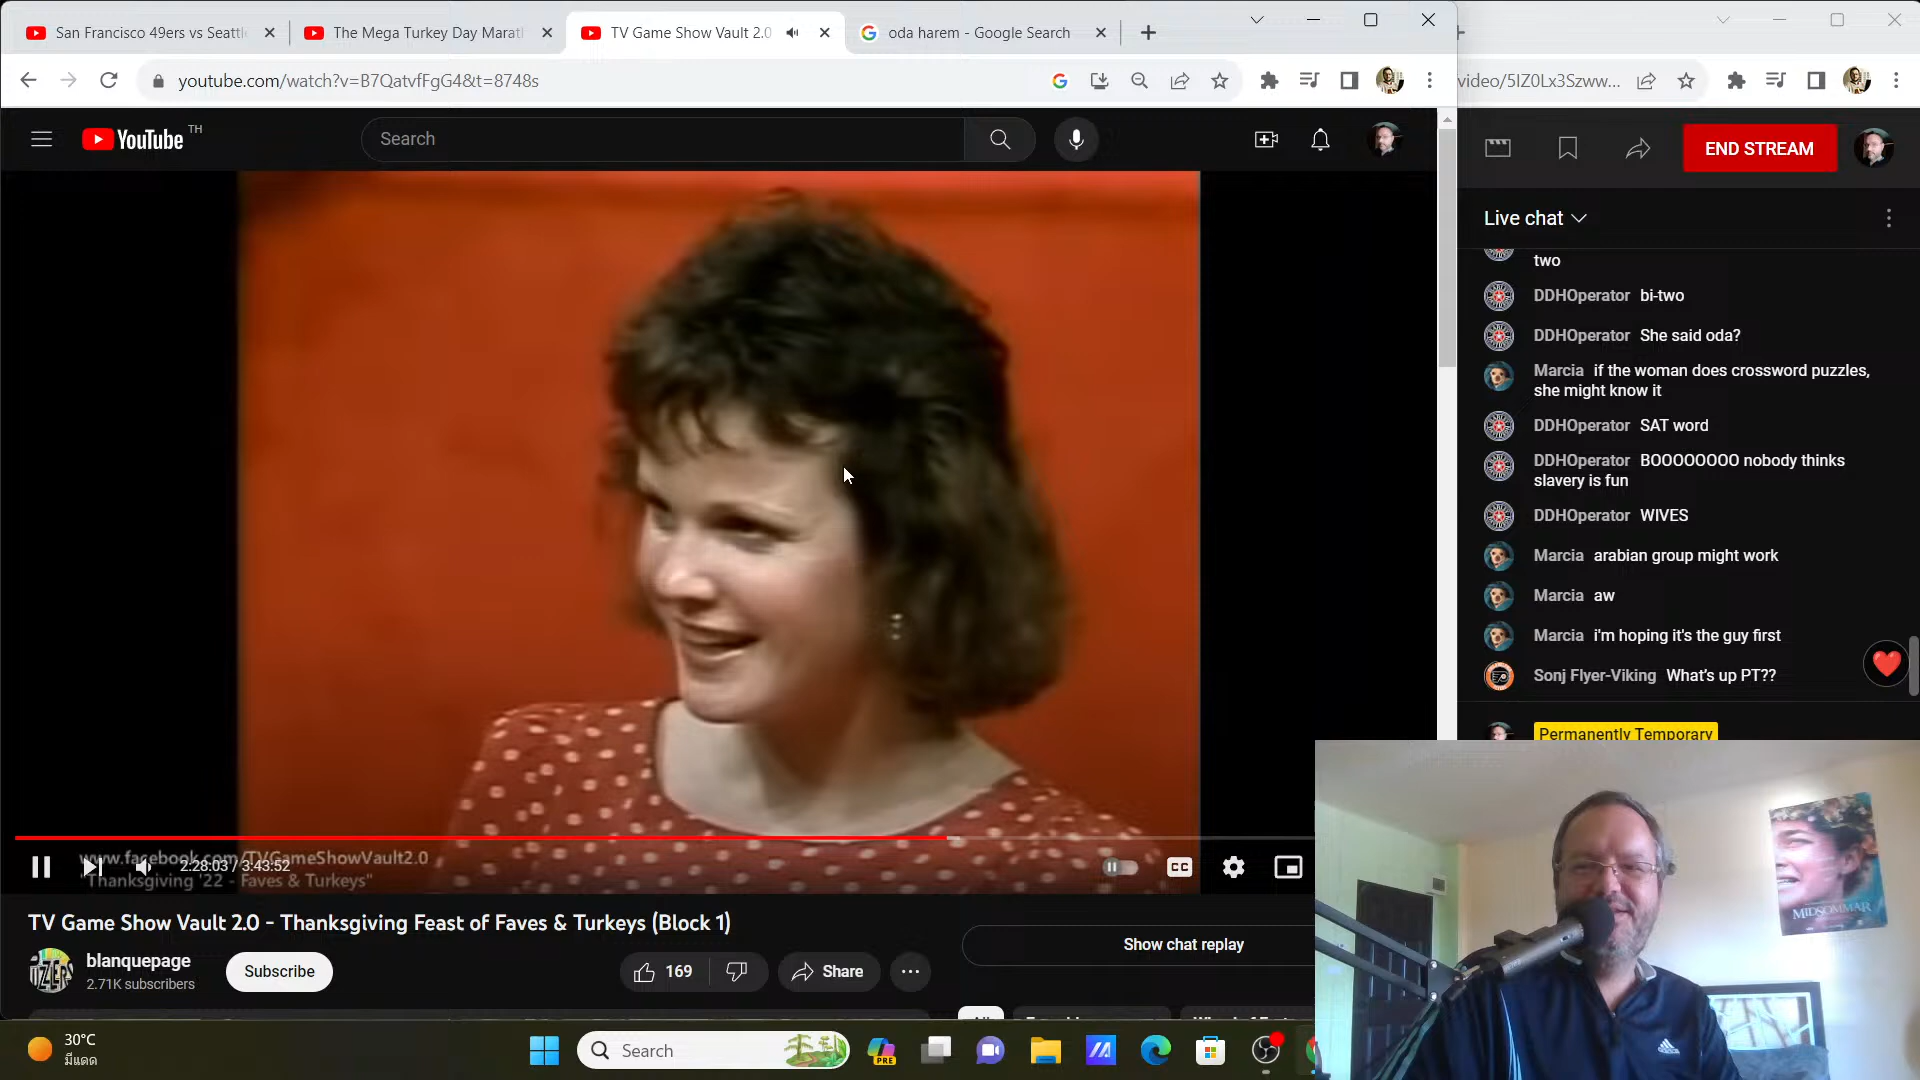 San Francisco 49ers vs Seattl
The Mega Turkey Day Marat
TV Game Show Vault 2.0
oda harem - Google Search
youtube.com/watch?v=B7QatvfFgG4&t=8748s
video/5IZ0Lx3Szww...
YouTube
TH
Search
END STREAM
Live chat
two
DDHOperator bi-two
DDHOperator She said oda?
Marcia if the woman does crossword puzzles,
she might know it
DDHOperator SAT word
DDHOperator BOOOOOOOO nobody thinks
slavery is fun
DDHOperator WIVES
Marcia arabian group might work
Marcia aw
Marcia i'm hoping it's the guy first
Sonj Flyer-Viking What's up PT??
Permanently Temporary
www.facebook.com/TVGameShowVault2.0
2:28:03 / 3:43:52
"Thanksgiving '22 - Faves & Turkeys"
CC
TV Game Show Vault 2.0 - Thanksgiving Feast of Faves & Turkeys (Block 1)
blanquepage
2.71K subscribers
Subscribe
169
Share
Show chat replay
MIDSOMMAR
adidas
30°C
มีแดด
Search
PRE